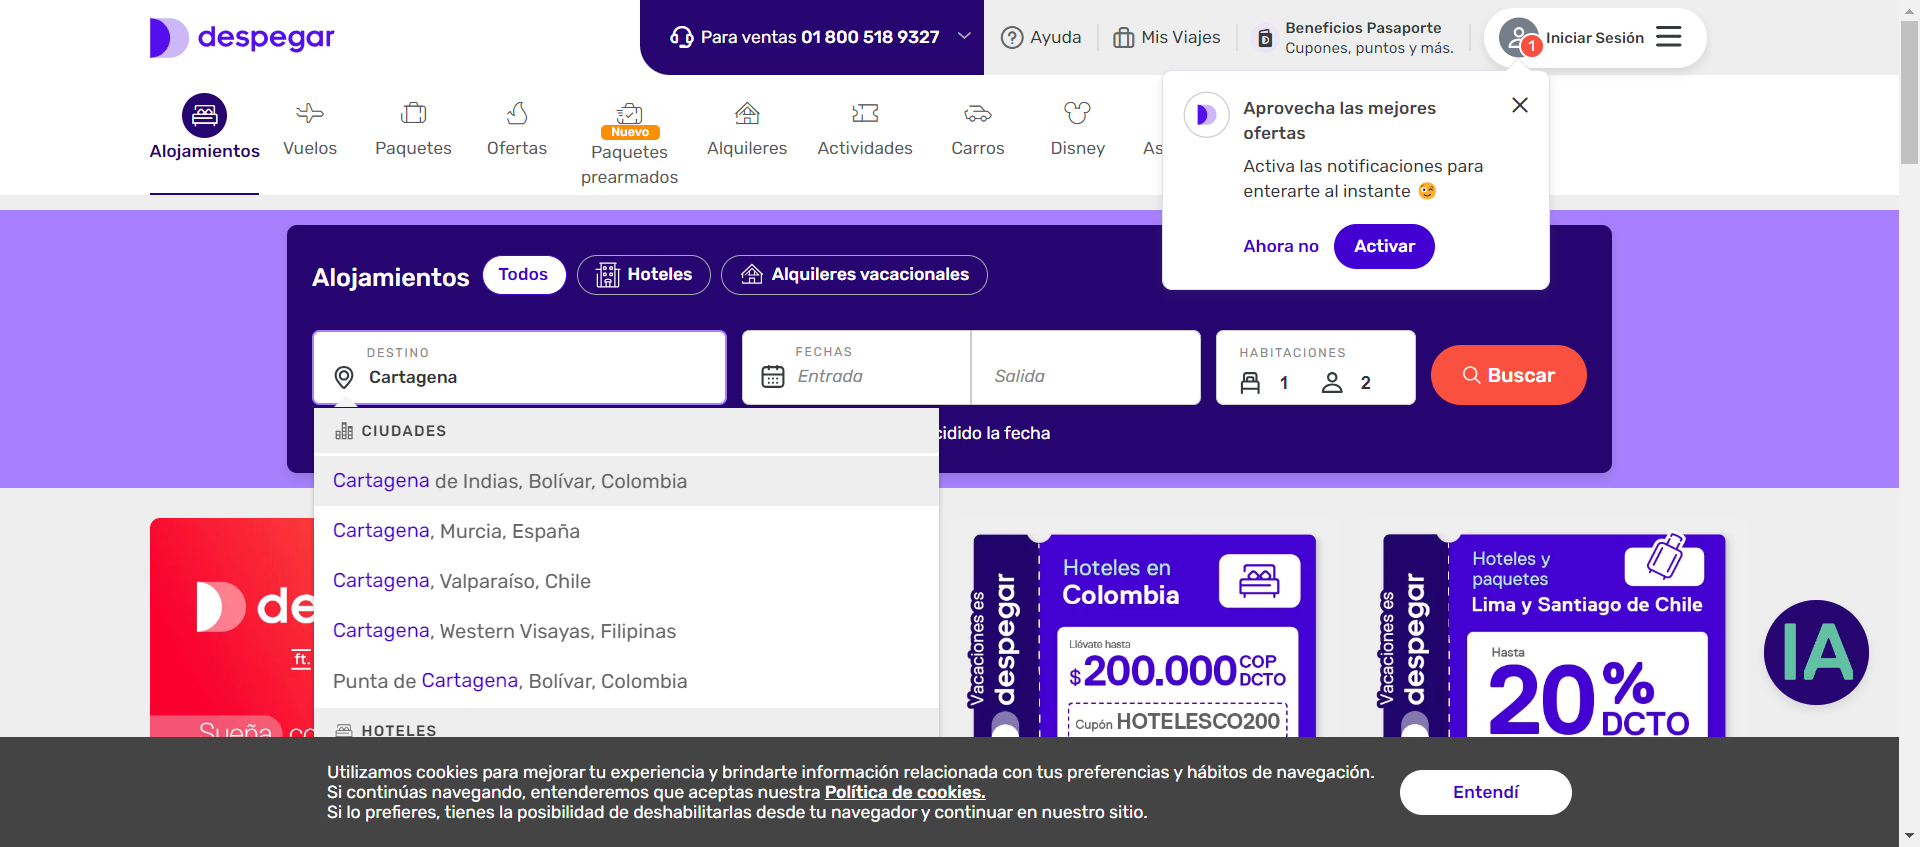 despegar
Para ventas 01 800 518 9327
Ayuda
Mis Viajes
Beneficios Pasaporte
Cupones, puntos y más.
1
Iniciar Sesión
Alojamientos
Vuelos
Paquetes
Ofertas
Nuevo
Paquetes
prearmados
Alquileres
Actividades
Carros
Disney
As
Aprovecha las mejores
ofertas
Activa las notificaciones para
enterarte al instante 😉
Ahora no
Activar
Alojamientos
Todos
Hoteles
Alquileres vacacionales
DESTINO
Cartagena
FECHAS
Entrada
Salida
HABITACIONES
1
2
Buscar
cidido la fecha
CIUDADES
Cartagena de Indias, Bolívar, Colombia
Cartagena, Murcia, España
Cartagena, Valparaíso, Chile
Cartagena, Western Visayas, Filipinas
Punta de Cartagena, Bolívar, Colombia
HOTELES
des
ft.
Sueña co
Vacaciones es
despegar
Hoteles en
Colombia
Llévate hasta
$200.000 COP
DCTO
Cupón HOTELESCO200
Vacaciones es
despegar
Hoteles y
paquetes
Lima y Santiago de Chile
Hasta
20%
DCTO
IA
Utilizamos cookies para mejorar tu experiencia y brindarte información relacionada con tus preferencias y hábitos de navegación.
Si continúas navegando, entenderemos que aceptas nuestra Política de cookies.
Si lo prefieres, tienes la posibilidad de deshabilitarlas desde tu navegador y continuar en nuestro sitio.
Entendí